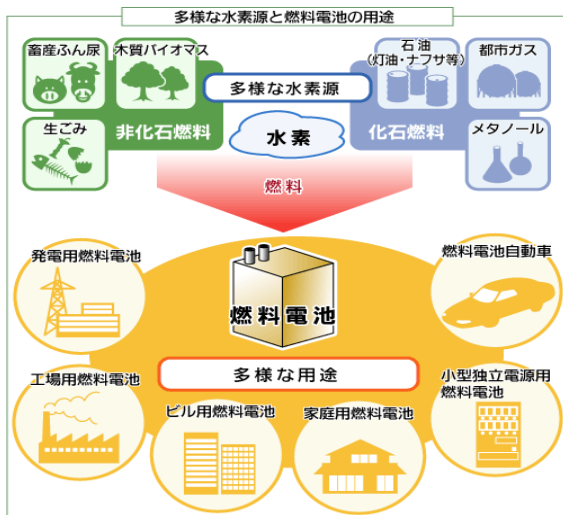 多様な水素源と燃料電池の用途
畜産ふん尿
木質バイオマス
生ごみ
非化石燃料
多様な水素源
水素
石油
(灯油・ナフサ等)
都市ガス
化石燃料
メタノール
燃料
燃料電池
発電用燃料電池
燃料電池自動車
多様な用途
工場用燃料電池
ビル用燃料電池
家庭用燃料電池
小型独立電源用
燃料電池